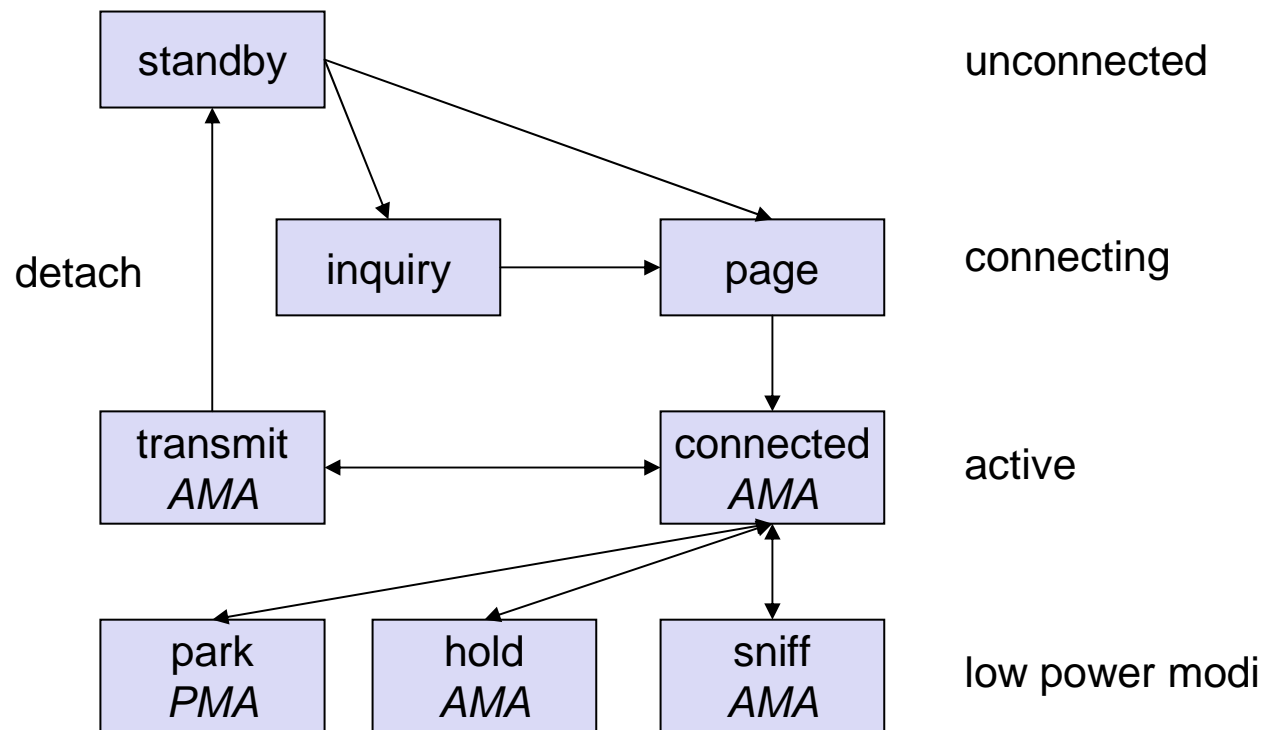 standby
unconnected
detach
inquiry
page
connecting
transmit
AMA
connected
AMA
active
park
PMA
hold
AMA
sniff
AMA
low power modi